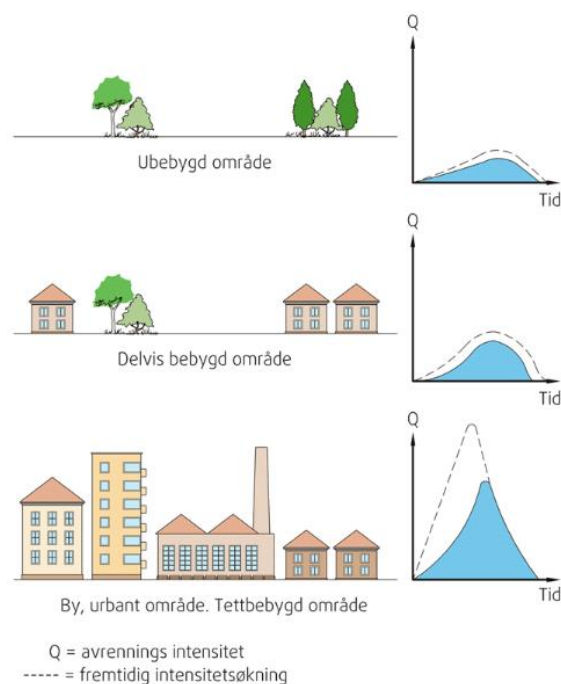 Q
Ubebygd område
Tid
Q
Delvis bebygd område
Tid
Q
By, urbant område. Tettbebygd område
Tid
Q = avrennings intensitet
----- = fremtidig intensitetsøkning